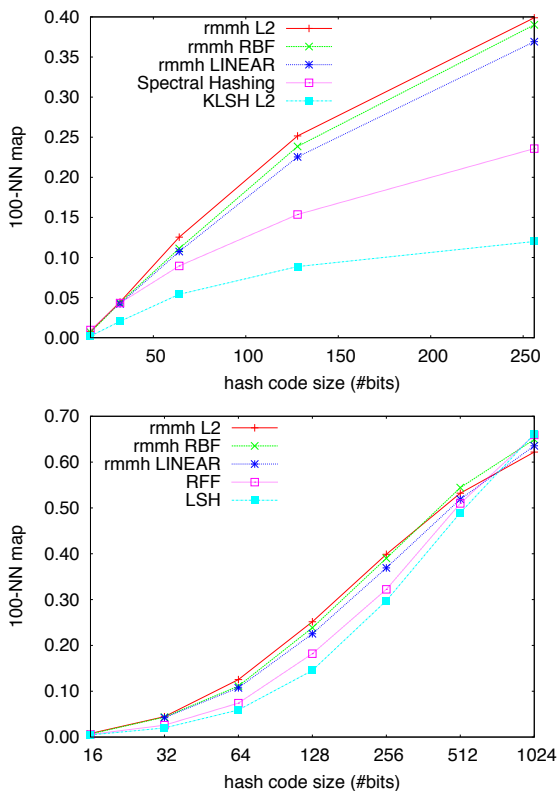 0.40
0.35
0.30
0.25
0.20
0.15
0.10
0.05
0.00
100-NN map
rmmh L2
rmmh RBF
rmmh LINEAR
Spectral Hashing
KLSH L2
50
100
150
200
250
hash code size (#bits)
0.70
0.60
0.50
0.40
0.30
0.20
0.10
0.00
100-NN map
rmmh L2
rmmh RBF
rmmh LINEAR
RFF
LSH
16
32
64
128
256
512
1024
hash code size (#bits)